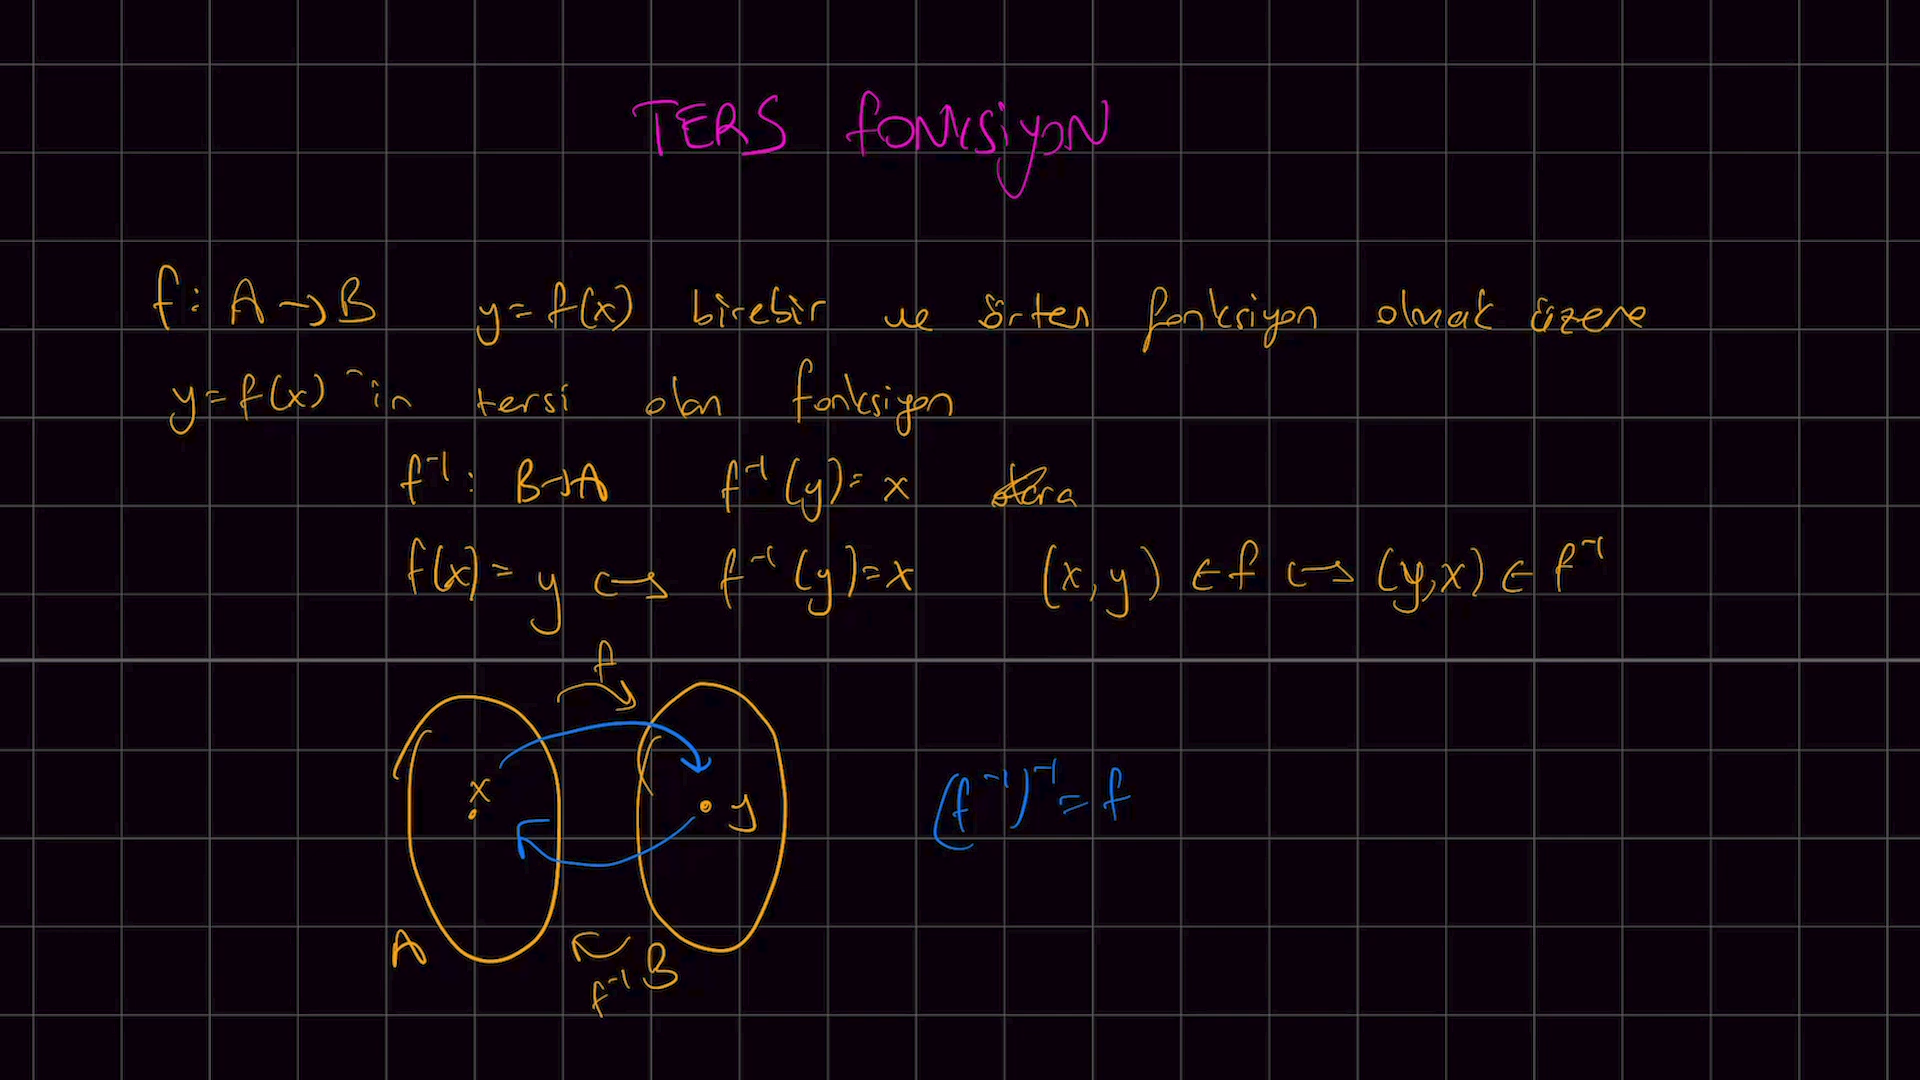 TERS fonksiyon
f: A → B y = f(x) birebir ve örten fonksiyon olmak üzere
y = f(x)'in tersi olan fonksiyon
f⁻¹: B → A f⁻¹(y) = x
f(x) = y ↔ f⁻¹(y) = x (x,y) ∈ f ↔ (y,x) ∈ f⁻¹
f
x y
(f⁻¹)⁻¹ = f
A B
f⁻¹